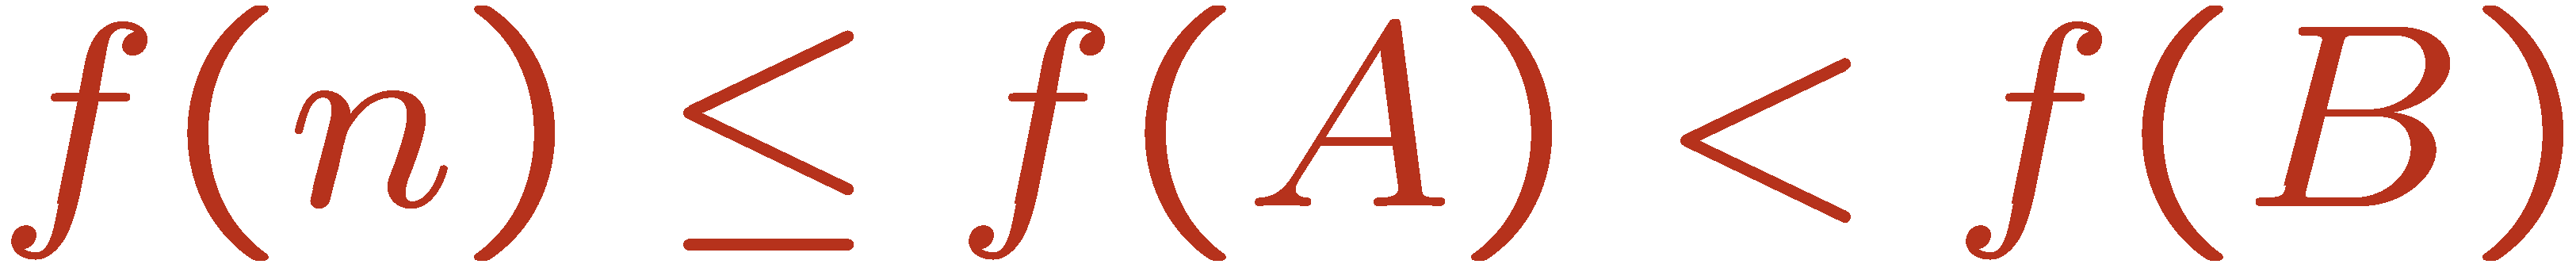 f(n) ≤ f(A) < f(B)